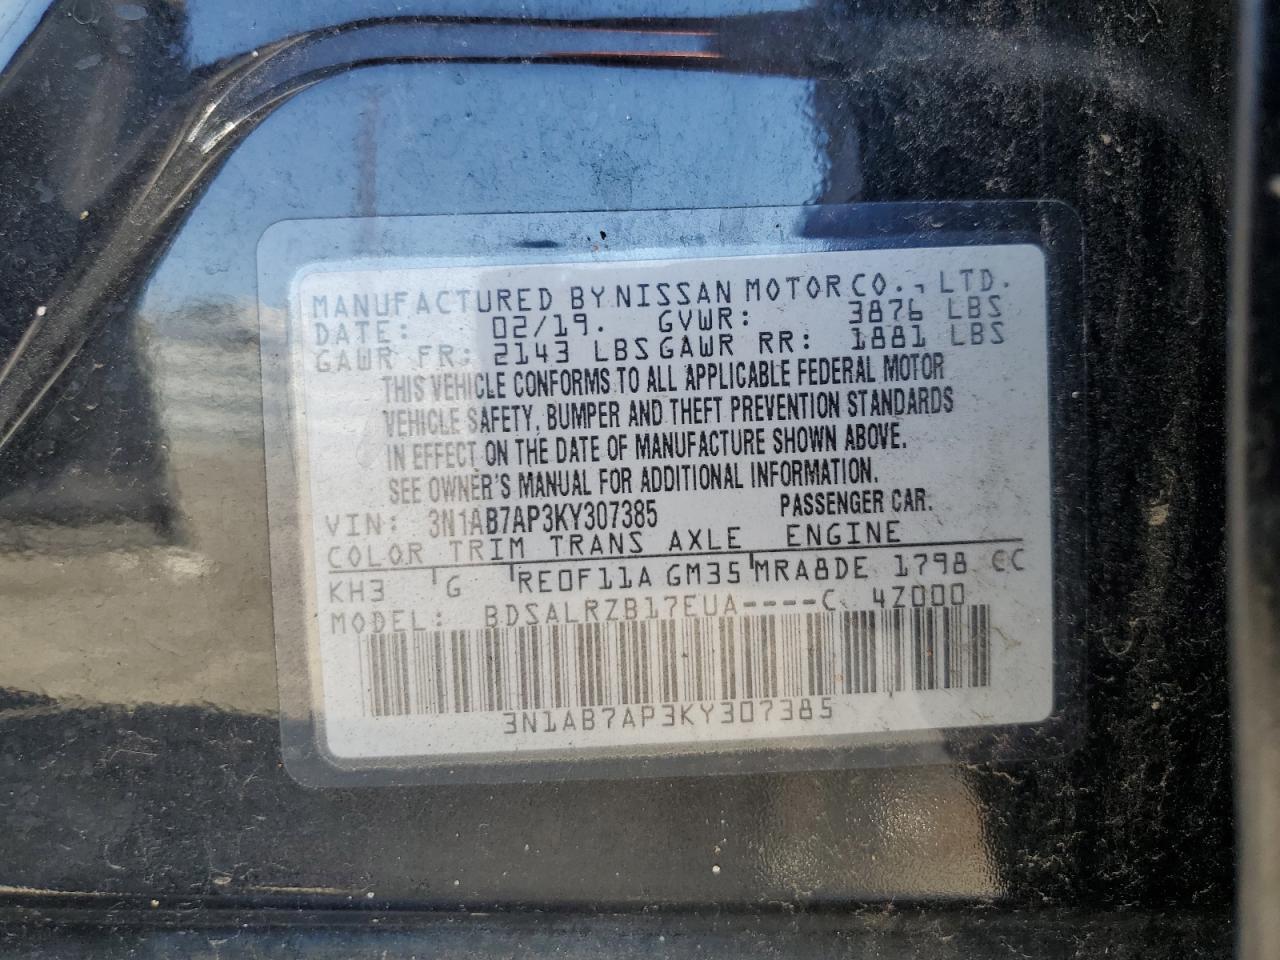 MANUFACTURED BY NISSAN MOTOR CO., LTD.
DATE: 02/19. GVWR: 3876 LBS
GAWR FR: 2143 LBS GAWR RR: 1881 LBS
THIS VEHICLE CONFORMS TO ALL APPLICABLE FEDERAL MOTOR
VEHICLE SAFETY, BUMPER AND THEFT PREVENTION STANDARDS
IN EFFECT ON THE DATE OF MANUFACTURE SHOWN ABOVE.
SEE OWNER'S MANUAL FOR ADDITIONAL INFORMATION.
VIN: 3N1AB7AP3KY307385 PASSENGER CAR.
COLOR TRIM TRANS AXLE ENGINE
KH3 G RE0F11A GM35 MRA8DE 1798 CC
MODEL: BDSALRZB17EUA----C 4Z000
3N1AB7AP3KY307385